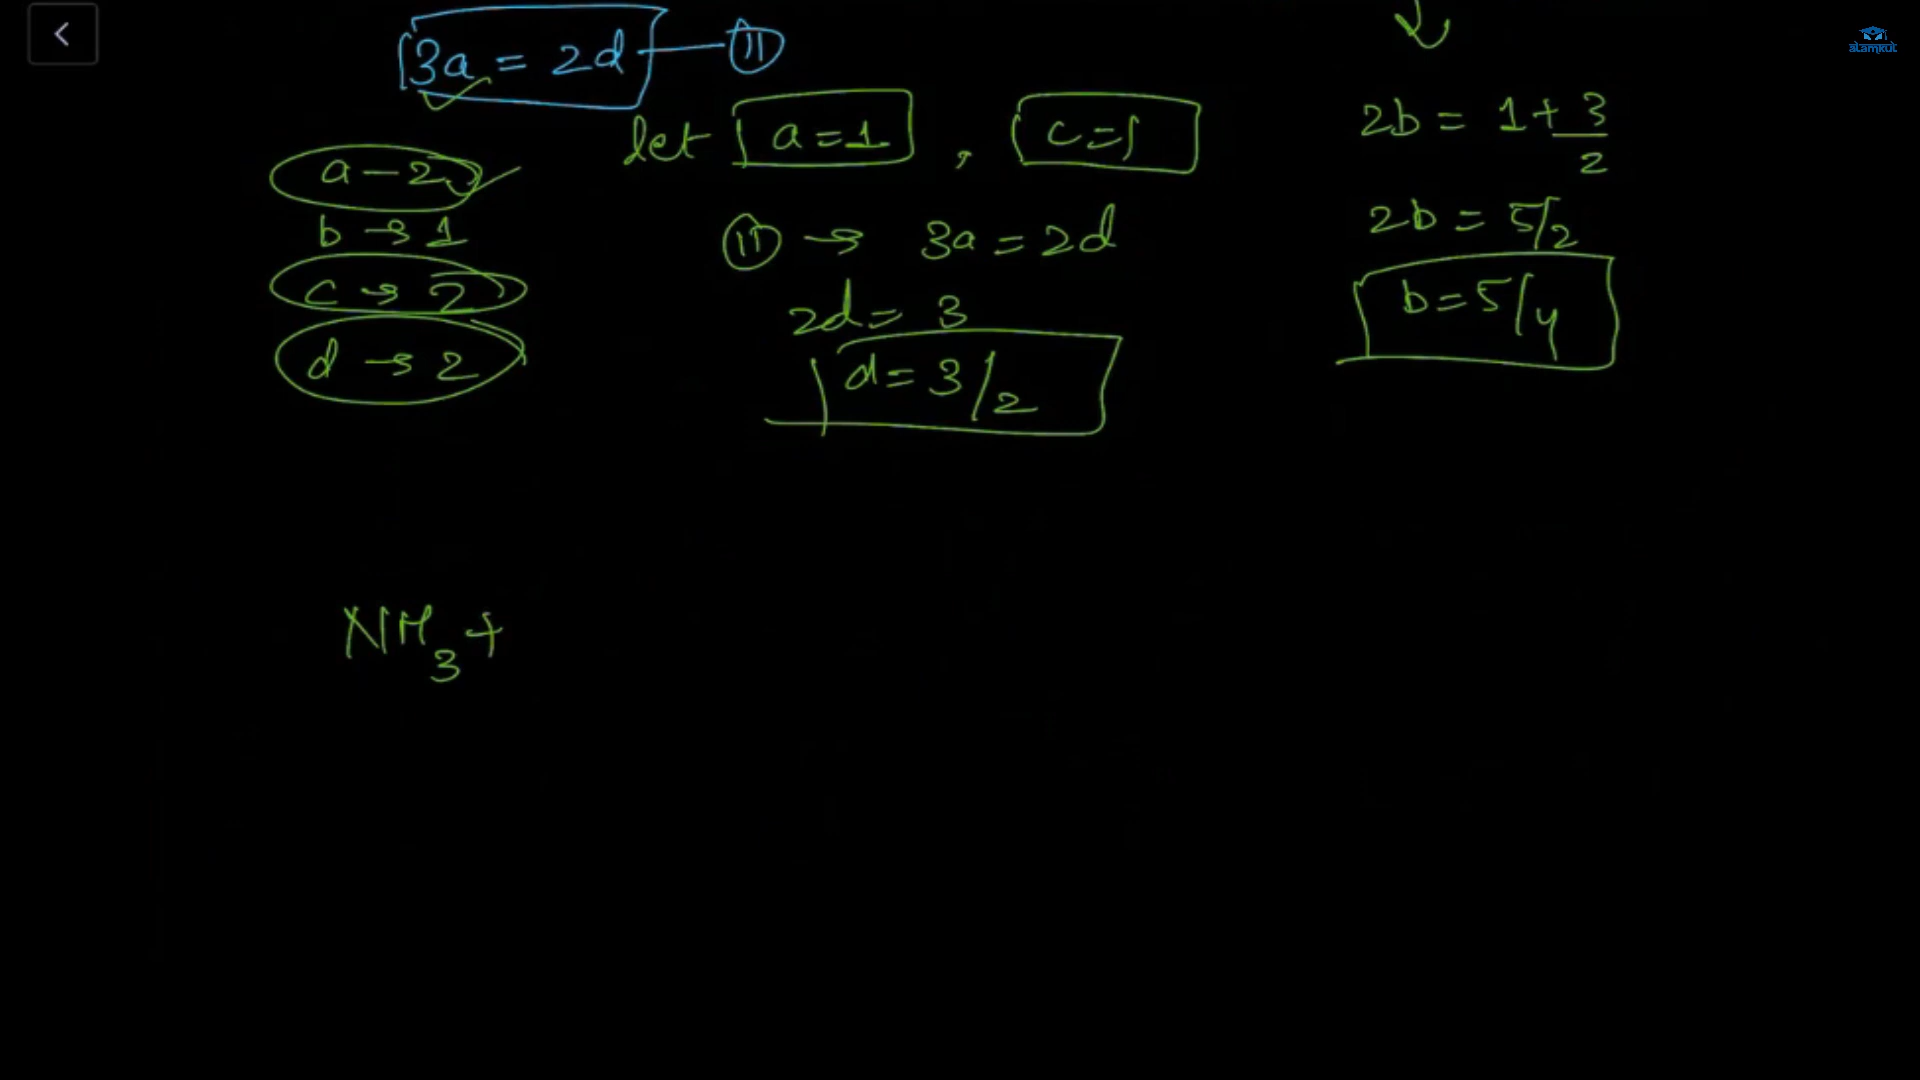 3a = 2d — II
let a = 1 , c = 1
a — 2
b → 1
c → 2
d → 2
II → 3a = 2d
2d = 3
d = 3/2
2b = 1 + 3/2
2b = 5/2
b = 5/4
NH3 +
alamkut